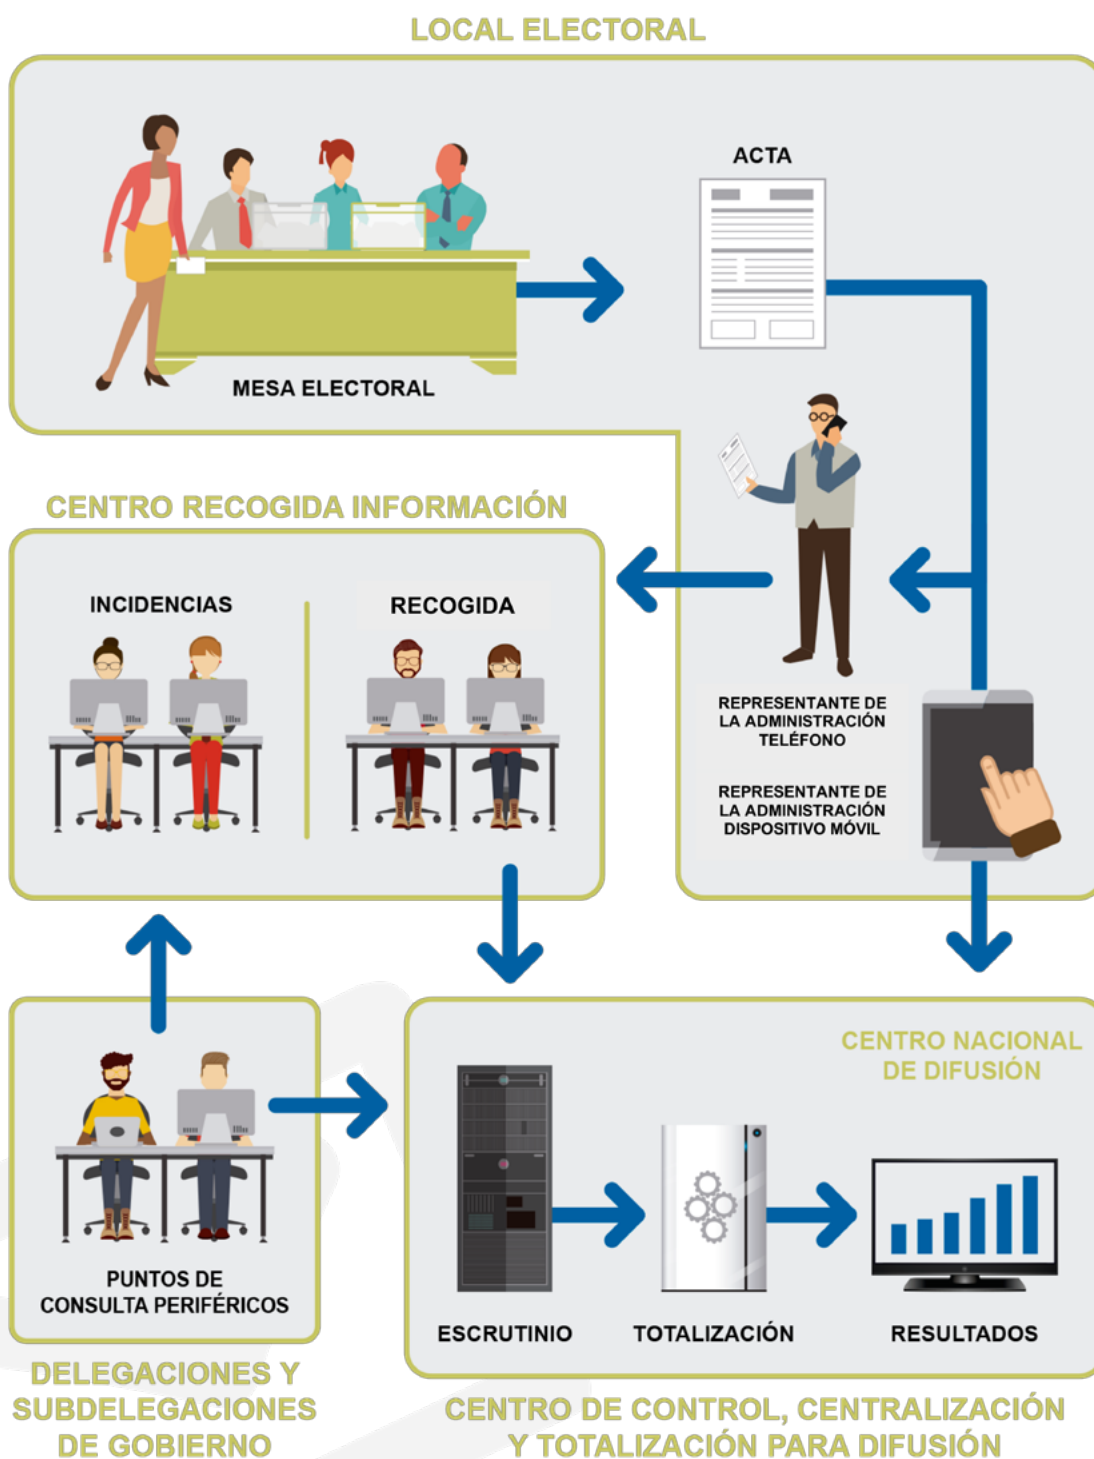 LOCAL ELECTORAL
ACTA
MESA ELECTORAL
CENTRO RECOGIDA INFORMACIÓN
INCIDENCIAS
RECOGIDA
REPRESENTANTE DE
LA ADMINISTRACIÓN
TELÉFONO
REPRESENTANTE DE
LA ADMINISTRACIÓN
DISPOSITIVO MÓVIL
CENTRO NACIONAL
DE DIFUSIÓN
PUNTOS DE
CONSULTA PERIFÉRICOS
ESCRUTINIO
TOTALIZACIÓN
RESULTADOS
DELEGACIONES Y
SUBDELEGACIONES
DE GOBIERNO
CENTRO DE CONTROL, CENTRALIZACIÓN
Y TOTALIZACIÓN PARA DIFUSIÓN